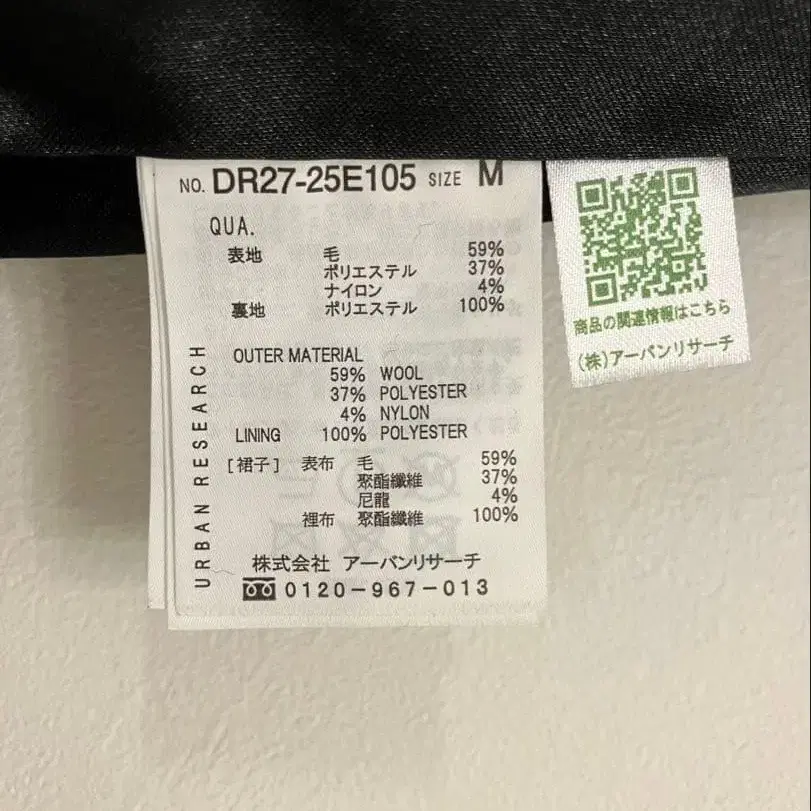 NO. DR27-25E105 SIZE M
QUA.
表地 毛 59%
ポリエステル 37%
ナイロン 4%
裏地 ポリエステル 100%
OUTER MATERIAL
59% WOOL
37% POLYESTER
4% NYLON
LINING 100% POLYESTER
[裙子] 表布 毛 59%
聚酯纖維 37%
尼龍 4%
裡布 聚酯纖維 100%
株式会社 アーバンリサーチ
0120-967-013
URBAN RESEARCH
商品の関連情報はこちら
(株)アーバンリサーチ